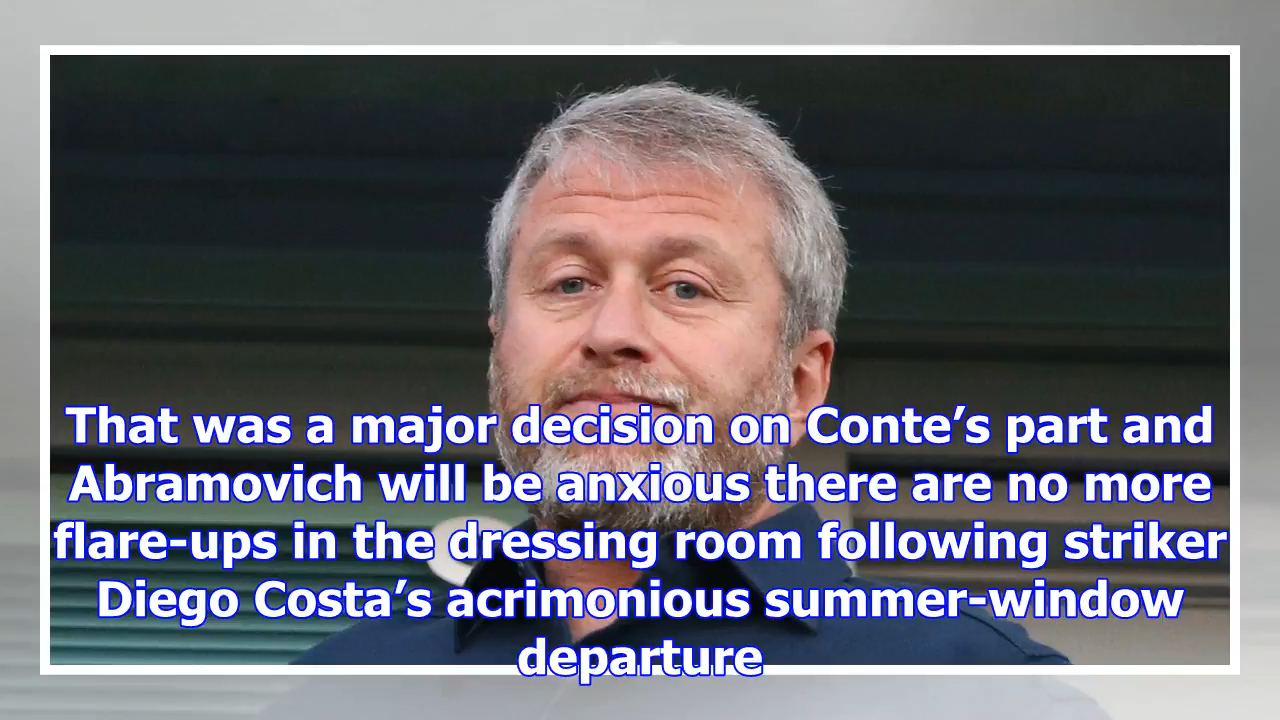 That was a major decision on Conte’s part and
Abramovich will be anxious there are no more
flare-ups in the dressing room following striker
Diego Costa’s acrimonious summer-window
departure